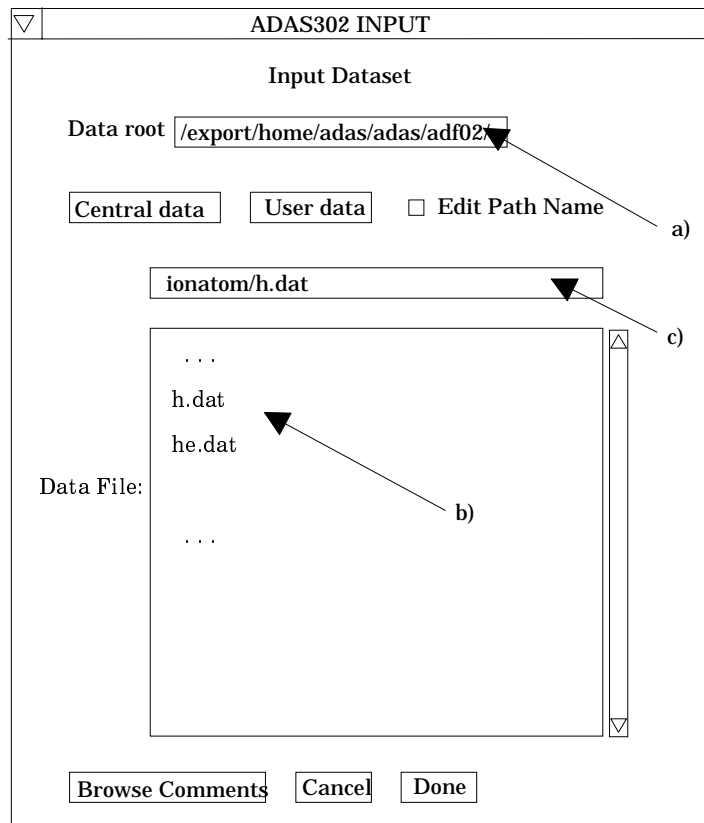 ADAS302 INPUT
Input Dataset
Data root /export/home/adas/adas/adf02/
Central data User data Edit Path Name
a)
ionatom/h.dat
c)
. . .
h.dat
he.dat
Data File:
b)
. . .
Browse Comments Cancel Done